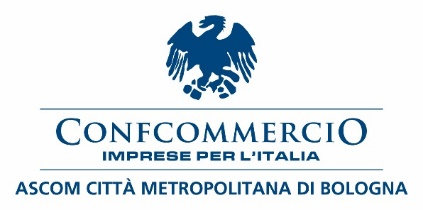 CONFCOMMERCIO
IMPRESE PER L'ITALIA
ASCOM CITTÀ METROPOLITANA DI BOLOGNA